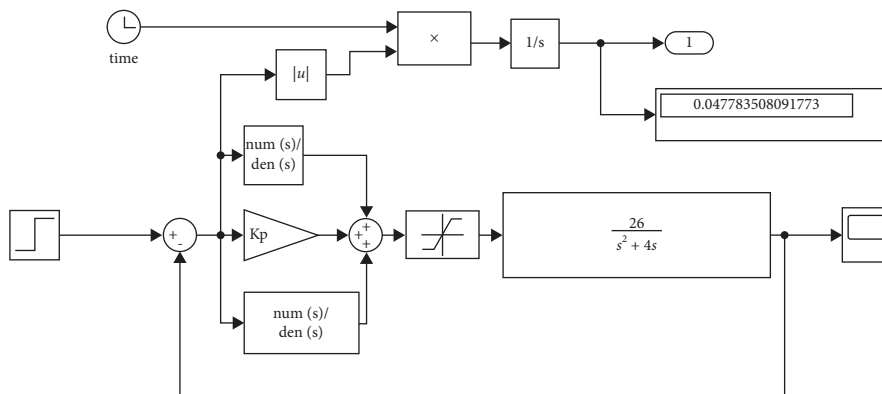 time
×
1/s
1
|u|
0.047783508091773
num (s)/
den (s)
+
-
Kp
+
+
+
26
s² + 4s
num (s)/
den (s)